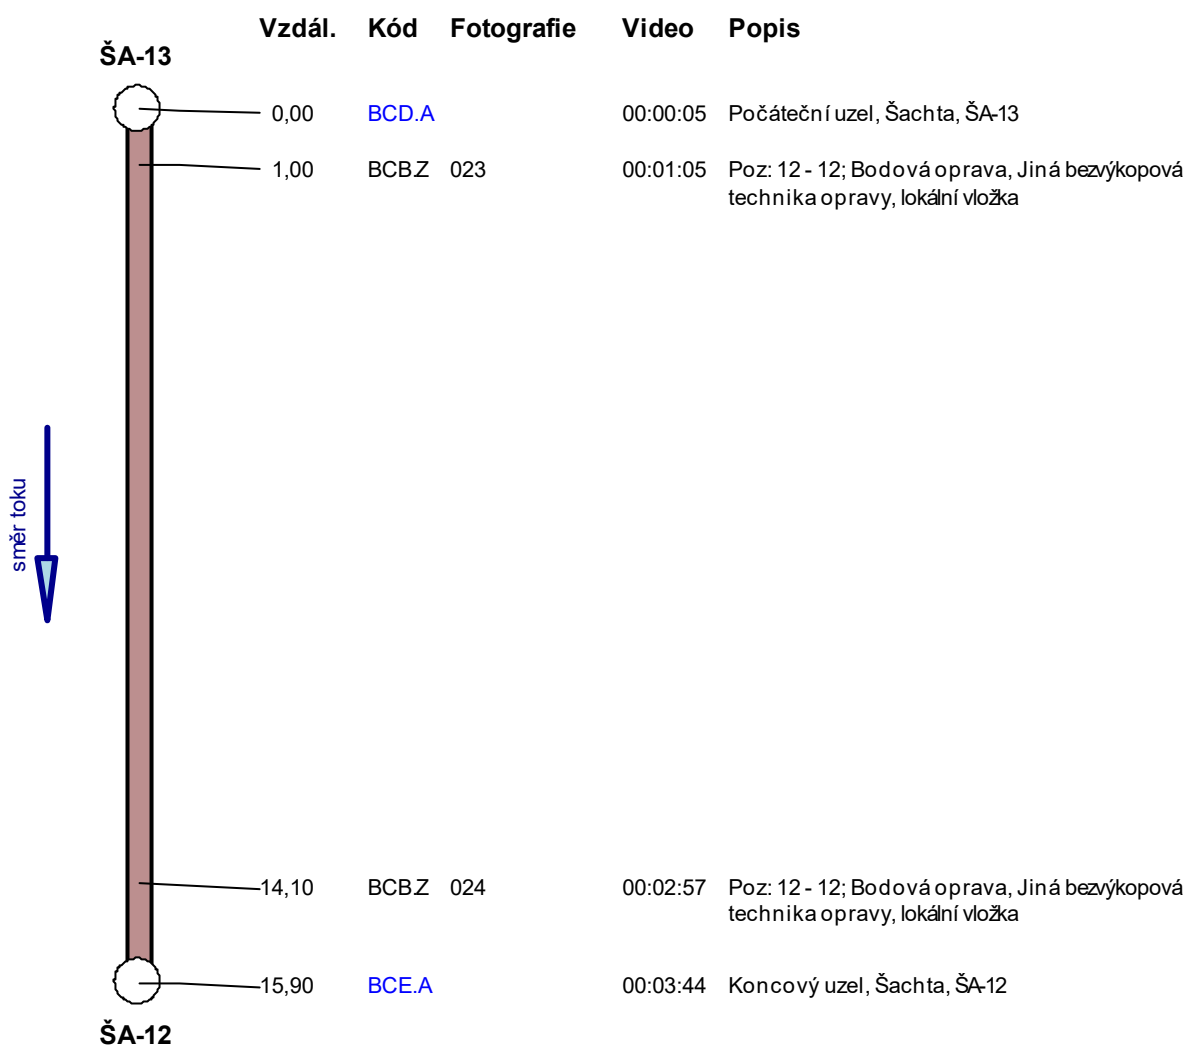 Vzdál. Kód Fotografie Video Popis
ŠA-13
0,00 BCD.A 00:00:05 Počáteční uzel, Šachta, ŠA-13
1,00 BCB.Z 023 00:01:05 Poz: 12 - 12; Bodová oprava, Jiná bezvýkopová
technika opravy, lokální vložka
směr toku
14,10 BCB.Z 024 00:02:57 Poz: 12 - 12; Bodová oprava, Jiná bezvýkopová
technika opravy, lokální vložka
15,90 BCE.A 00:03:44 Koncový uzel, Šachta, ŠA-12
ŠA-12